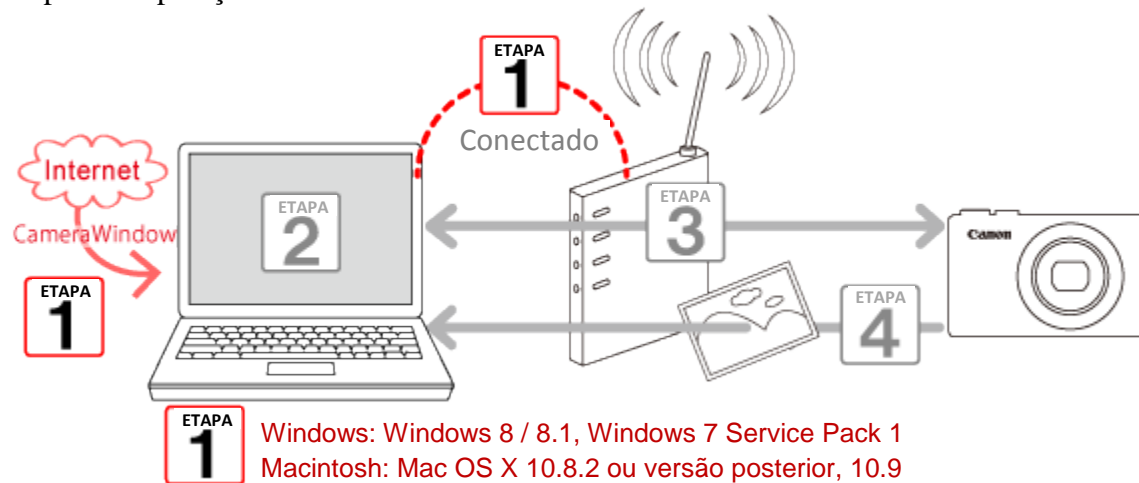 ETAPA
1
Conectado
Internet
CameraWindow
ETAPA
1
ETAPA
2
ETAPA
3
Canon
ETAPA
4
ETAPA
1
Windows: Windows 8 / 8.1, Windows 7 Service Pack 1
Macintosh: Mac OS X 10.8.2 ou versão posterior, 10.9